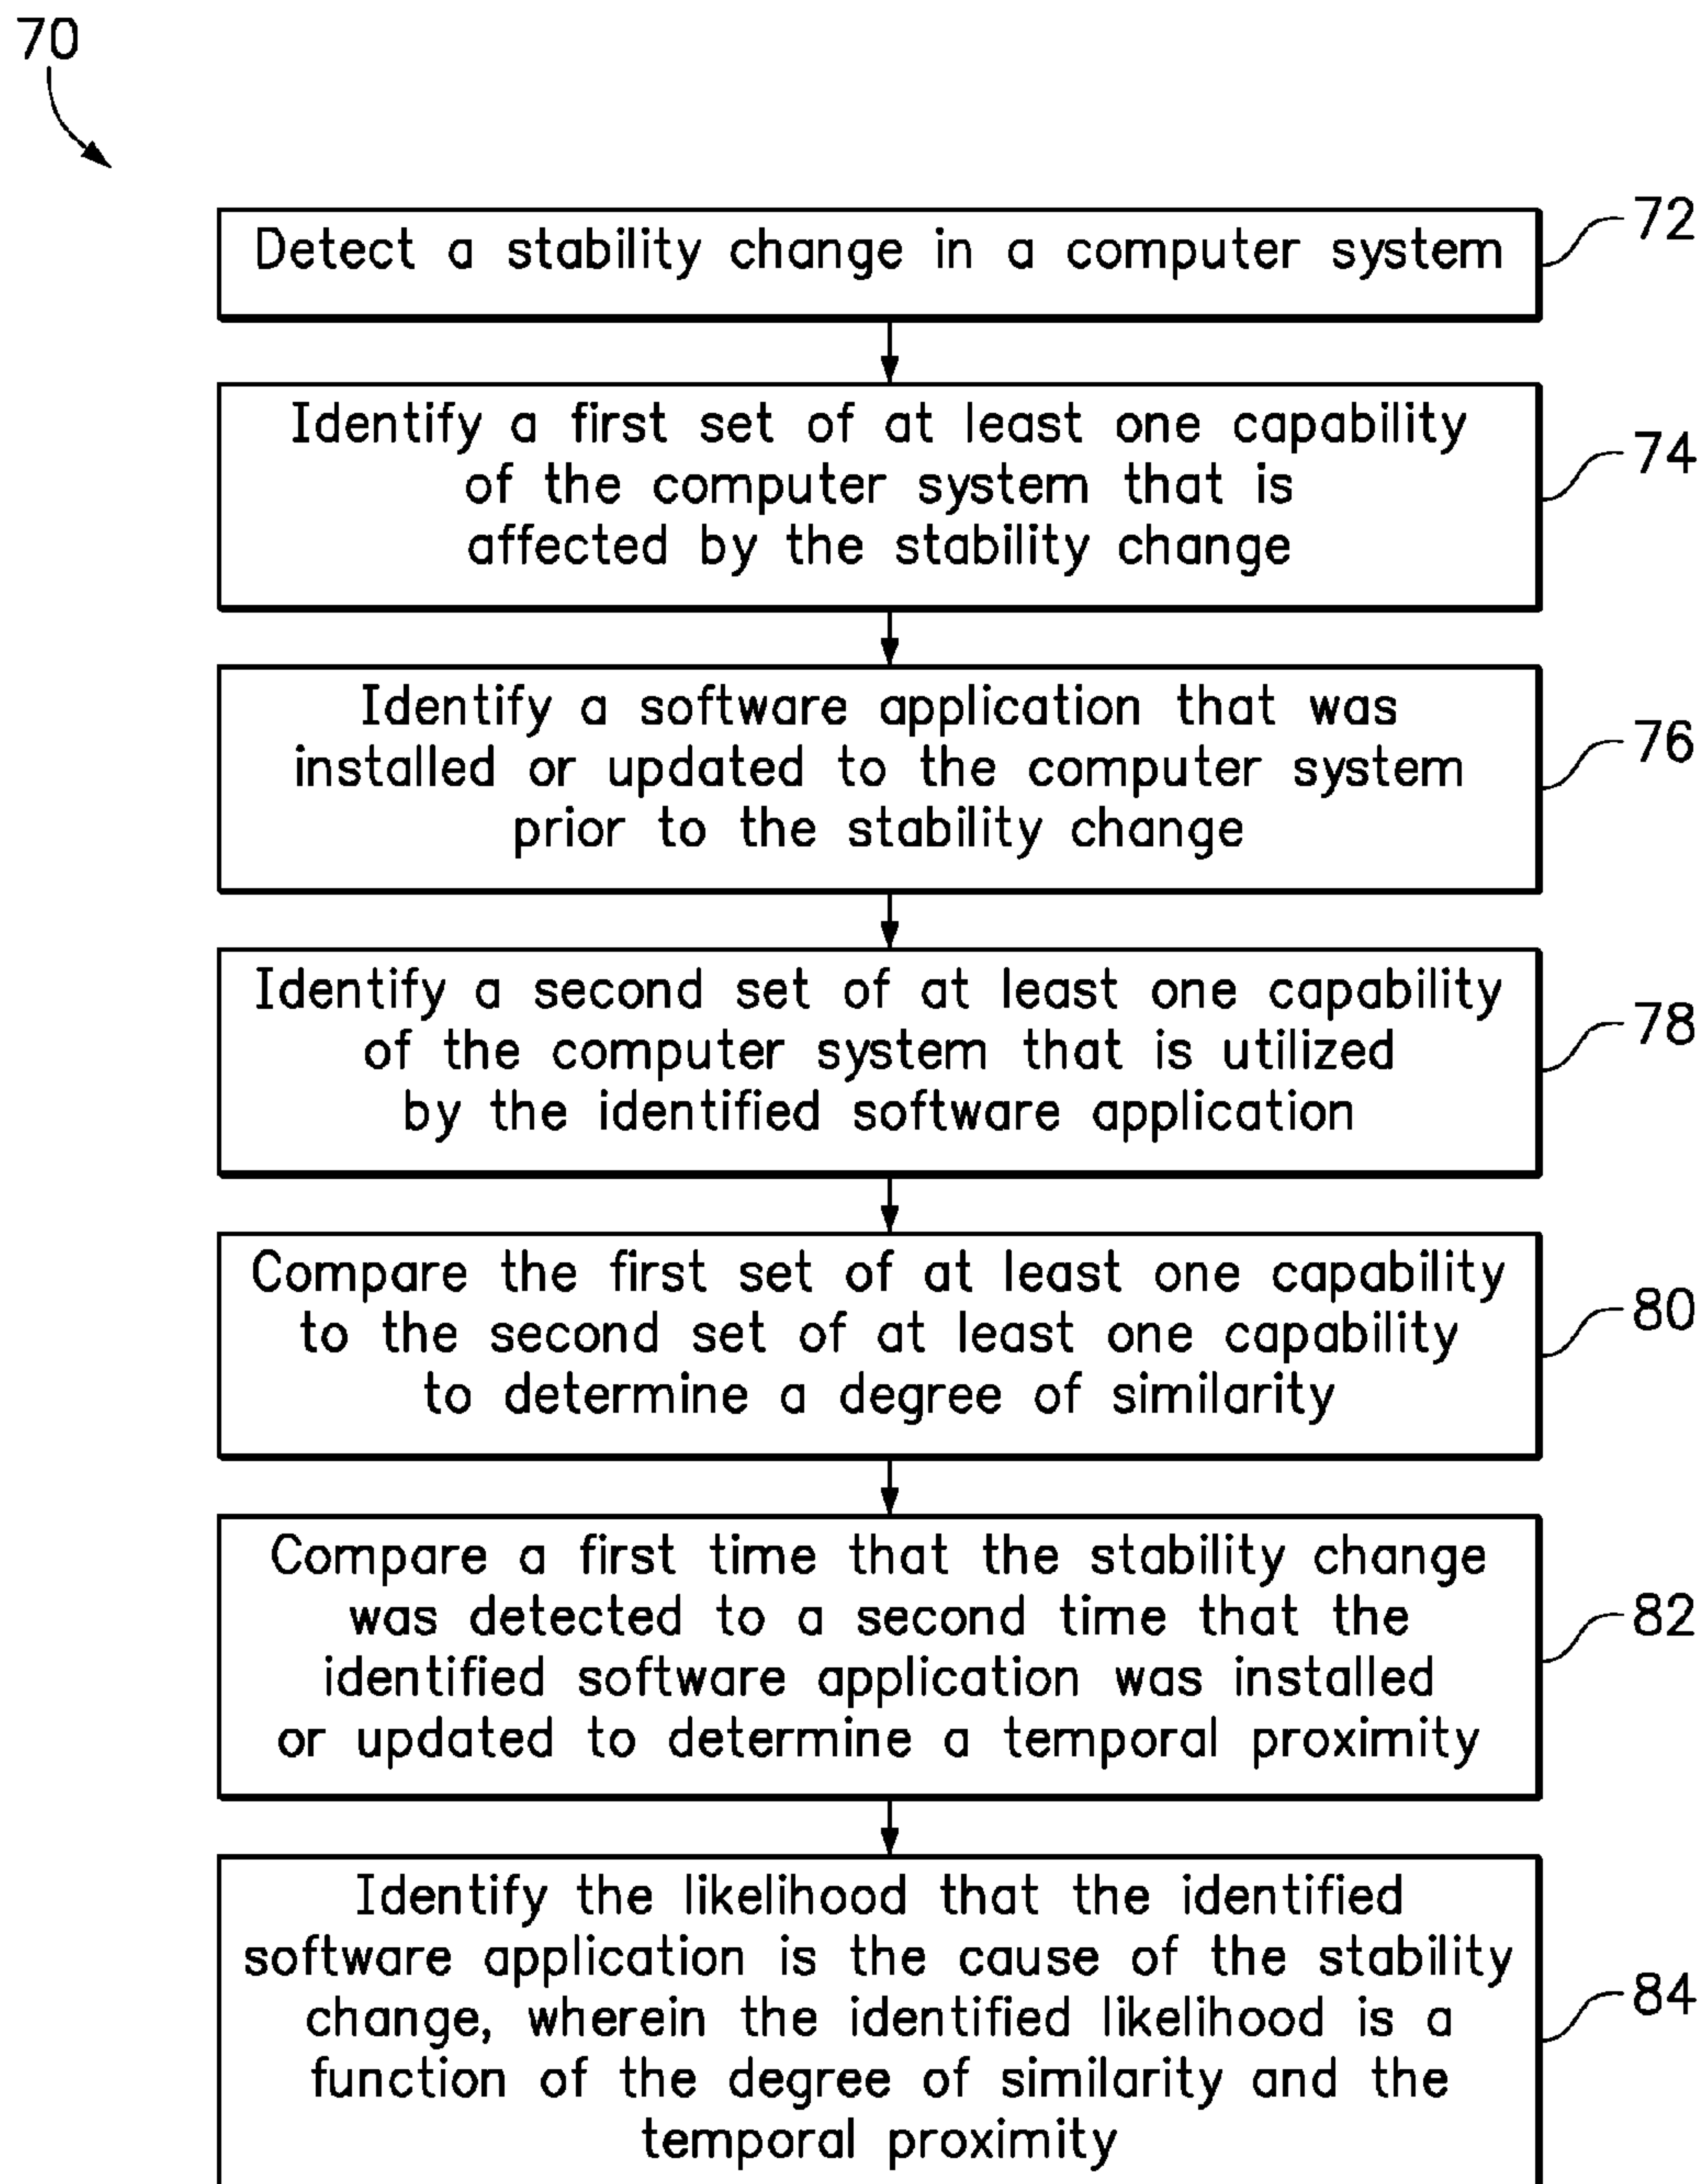 70
Detect a stability change in a computer system
72
Identify a first set of at least one capability
of the computer system that is
affected by the stability change
74
Identify a software application that was
installed or updated to the computer system
prior to the stability change
76
Identify a second set of at least one capability
of the computer system that is utilized
by the identified software application
78
Compare the first set of at least one capability
to the second set of at least one capability
to determine a degree of similarity
80
Compare a first time that the stability change
was detected to a second time that the
identified software application was installed
or updated to determine a temporal proximity
82
Identify the likelihood that the identified
software application is the cause of the stability
change, wherein the identified likelihood is a
function of the degree of similarity and the
temporal proximity
84